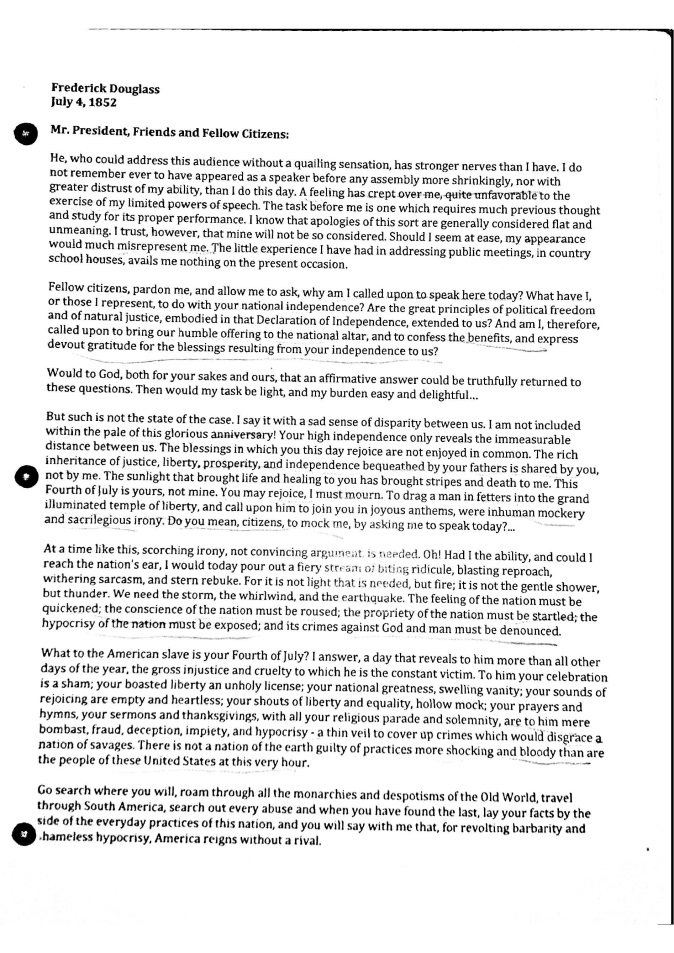 Frederick Douglass
July 4, 1852
Mr. President, Friends and Fellow Citizens:
He, who could address this audience without a quailing sensation, has stronger nerves than I have. I do
not remember ever to have appeared as a speaker before any assembly more shrinkingly, nor with
greater distrust of my ability, than I do this day. A feeling has crept over me, quite unfavorable to the
exercise of my limited powers of speech. The task before me is one which requires much previous thought
and study for its proper performance. I know that apologies of this sort are generally considered flat and
unmeaning. I trust, however, that mine will not be so considered. Should I seem at ease, my appearance
would much misrepresent me. The little experience I have had in addressing public meetings, in country
school houses, avails me nothing on the present occasion.
Fellow citizens, pardon me, and allow me to ask, why am I called upon to speak here today? What have I,
or those I represent, to do with your national independence? Are the great principles of political freedom
and of natural justice, embodied in that Declaration of Independence, extended to us? And am I, therefore,
called upon to bring our humble offering to the national altar, and to confess the benefits, and express
devout gratitude for the blessings resulting from your independence to us?
Would to God, both for your sakes and ours, that an affirmative answer could be truthfully returned to
these questions. Then would my task be light, and my burden easy and delightful...
But such is not the state of the case. I say it with a sad sense of disparity between us. I am not included
within the pale of this glorious anniversary! Your high independence only reveals the immeasurable
distance between us. The blessings in which you this day rejoice are not enjoyed in common. The rich
inheritance of justice, liberty, prosperity, and independence bequeathed by your fathers is shared by you,
not by me. The sunlight that brought life and healing to you has brought stripes and death to me. This
Fourth of July is yours, not mine. You may rejoice, I must mourn. To drag a man in fetters into the grand
illuminated temple of liberty, and call upon him to join you in joyous anthems, were inhuman mockery
and sacrilegious irony. Do you mean, citizens, to mock me, by asking me to speak today?...
At a time like this, scorching irony, not convincing argument, is needed. Oh! Had I the ability, and could I
reach the nation's ear, I would today pour out a fiery stream of biting ridicule, blasting reproach,
withering sarcasm, and stern rebuke. For it is not light that is needed, but fire; it is not the gentle shower,
but thunder. We need the storm, the whirlwind, and the earthquake. The feeling of the nation must be
quickened; the conscience of the nation must be roused; the propriety of the nation must be startled; the
hypocrisy of the nation must be exposed; and its crimes against God and man must be denounced.
What to the American slave is your Fourth of July? I answer, a day that reveals to him more than all other
days of the year, the gross injustice and cruelty to which he is the constant victim. To him your celebration
is a sham; your boasted liberty an unholy license; your national greatness, swelling vanity; your sounds of
rejoicing are empty and heartless; your shouts of liberty and equality, hollow mock; your prayers and
hymns, your sermons and thanksgivings, with all your religious parade and solemnity, are to him mere
bombast, fraud, deception, impiety, and hypocrisy - a thin veil to cover up crimes which would disgrace a
nation of savages. There is not a nation of the earth guilty of practices more shocking and bloody than are
the people of these United States at this very hour.
Go search where you will, roam through all the monarchies and despotisms of the Old World, travel
through South America, search out every abuse and when you have found the last, lay your facts by the
side of the everyday practices of this nation, and you will say with me that, for revolting barbarity and
.hameless hypocrisy, America reigns without a rival.